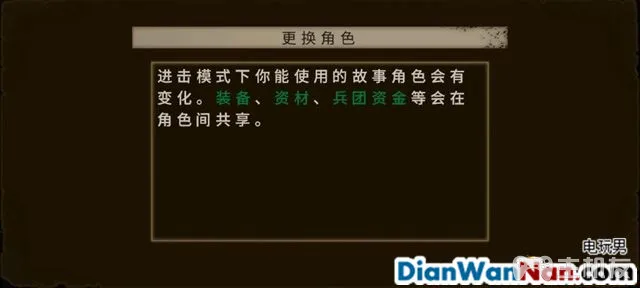 更换角色
进击模式下你能使用的故事角色会有
变化。装备、资材、兵团资金等会在
角色间共享。
电玩男
DianWanNan.com